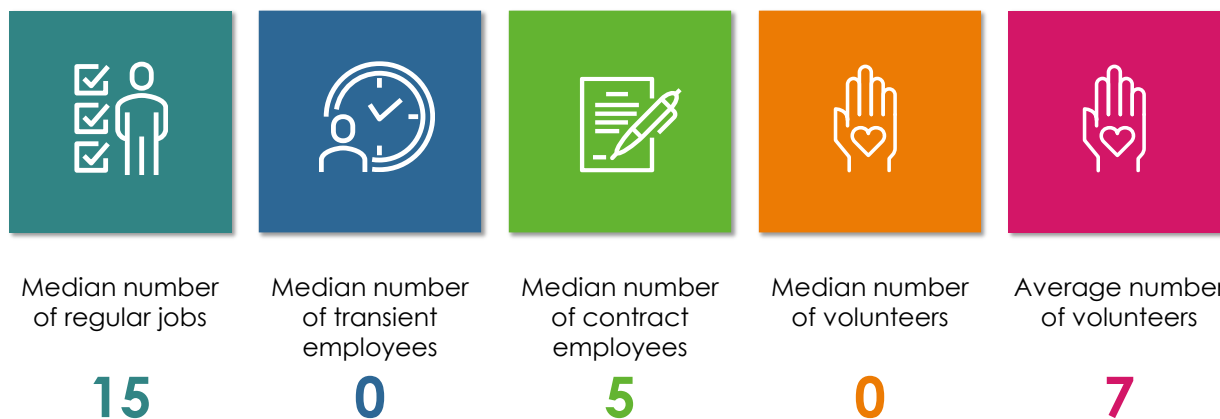 Median number
of regular jobs
15
Median number
of transient
employees
0
Median number
of contract
employees
5
Median number
of volunteers
0
Average number
of volunteers
7